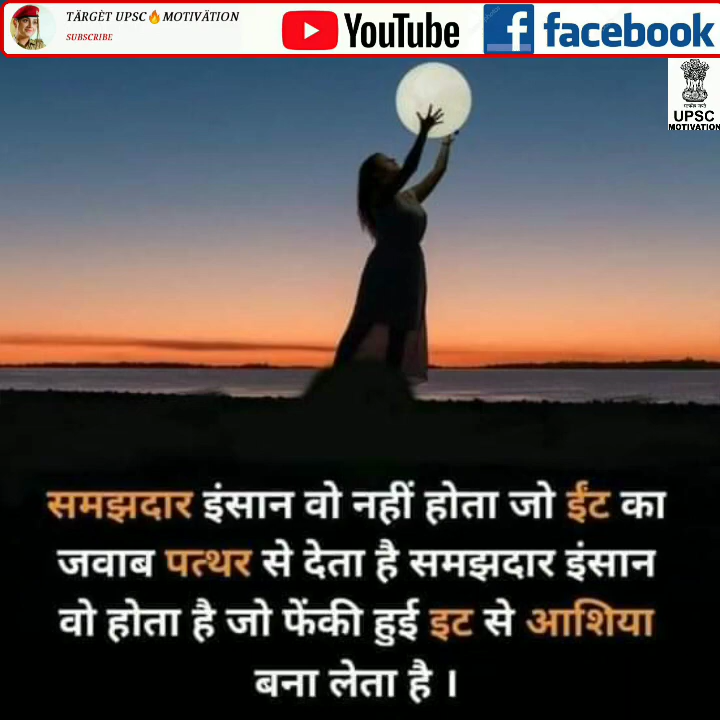 TÄRGÈT UPSC🔥MOTIVÄTION
SUBSCRIBE
YouTube
facebook
UPSC
MOTIVATION
समझदार इंसान वो नहीं होता जो ईंट का
जवाब पत्थर से देता है समझदार इंसान
वो होता है जो फेंकी हुई इट से आशिया
बना लेता है ।